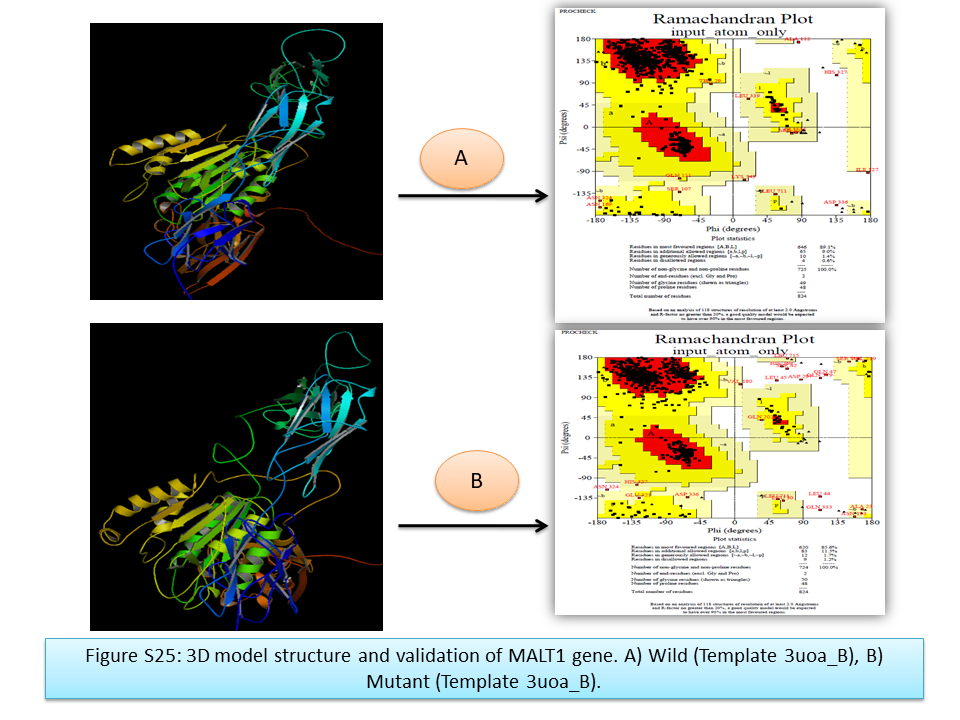 PROCHECK
Ramachandran Plot
input_atom_only
A
Psi (degrees)
180
135
90
45
0
-45
-90
-135
-180
-180 -135 -90 -45 0 45 90 135 180
Phi (degrees)
HIS 327
LEU 711
ASP 336
Plot statistics
Residues in most favoured regions [A,B,L] 646 89.1%
Residues in additional allowed regions [a,b,l,p] 65 9.0%
Residues in generously allowed regions [~a,~b,~l,~p] 10 1.4%
Residues in disallowed regions 4 0.6%
Number of non-glycine and non-proline residues 725 100.0%
Number of end-residues (excl. Gly and Pro) 2
Number of glycine residues (shown as triangles) 49
Number of proline residues 48
Total number of residues 824
Based on an analysis of 118 structures of resolution of at least 2.0 Angstroms
and R-factor no greater than 20%, a good quality model would be expected
to have over 90% in the most favoured regions.
PROCHECK
Ramachandran Plot
input_atom_only
B
Psi (degrees)
180
135
90
45
0
-45
-90
-135
-180 -135 -90 -45 0 45 90 135 180
Phi (degrees)
ASN 324
ASP 336
LEU 44
GLN 333
Plot statistics
Residues in most favoured regions [A,B,L] 620 85.6%
Residues in additional allowed regions [a,b,l,p] 83 11.5%
Residues in generously allowed regions [~a,~b,~l,~p] 12 1.7%
Residues in disallowed regions 9 1.2%
Number of non-glycine and non-proline residues 724 100.0%
Number of end-residues (excl. Gly and Pro) 2
Number of glycine residues (shown as triangles) 50
Number of proline residues 48
Total number of residues 824
Based on an analysis of 118 structures of resolution of at least 2.0 Angstroms
and R-factor no greater than 20%, a good quality model would be expected
to have over 90% in the most favoured regions.
Figure S25: 3D model structure and validation of MALT1 gene. A) Wild (Template 3uoa_B), B)
Mutant (Template 3uoa_B).